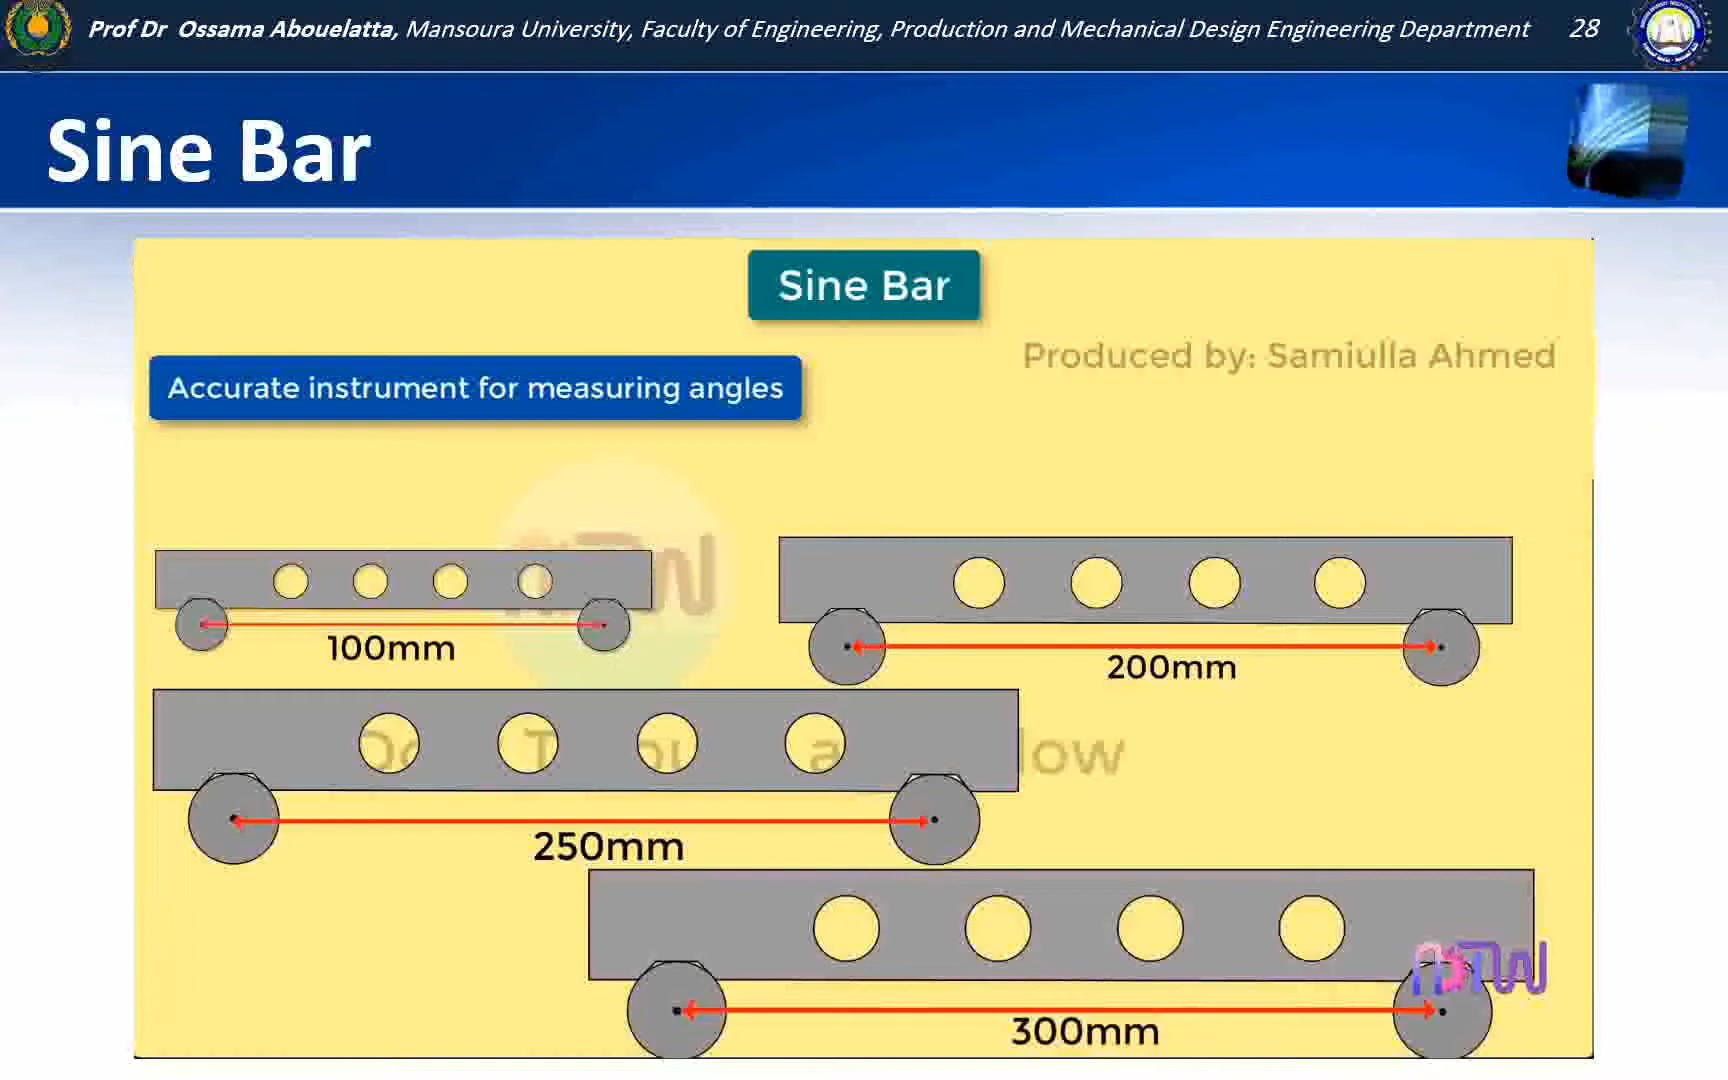 Prof Dr Ossama Abouelatta, Mansoura University, Faculty of Engineering, Production and Mechanical Design Engineering Department 28
Sine Bar
Sine Bar
Produced by: Samiulla Ahmed
Accurate instrument for measuring angles
100mm
200mm
250mm
300mm